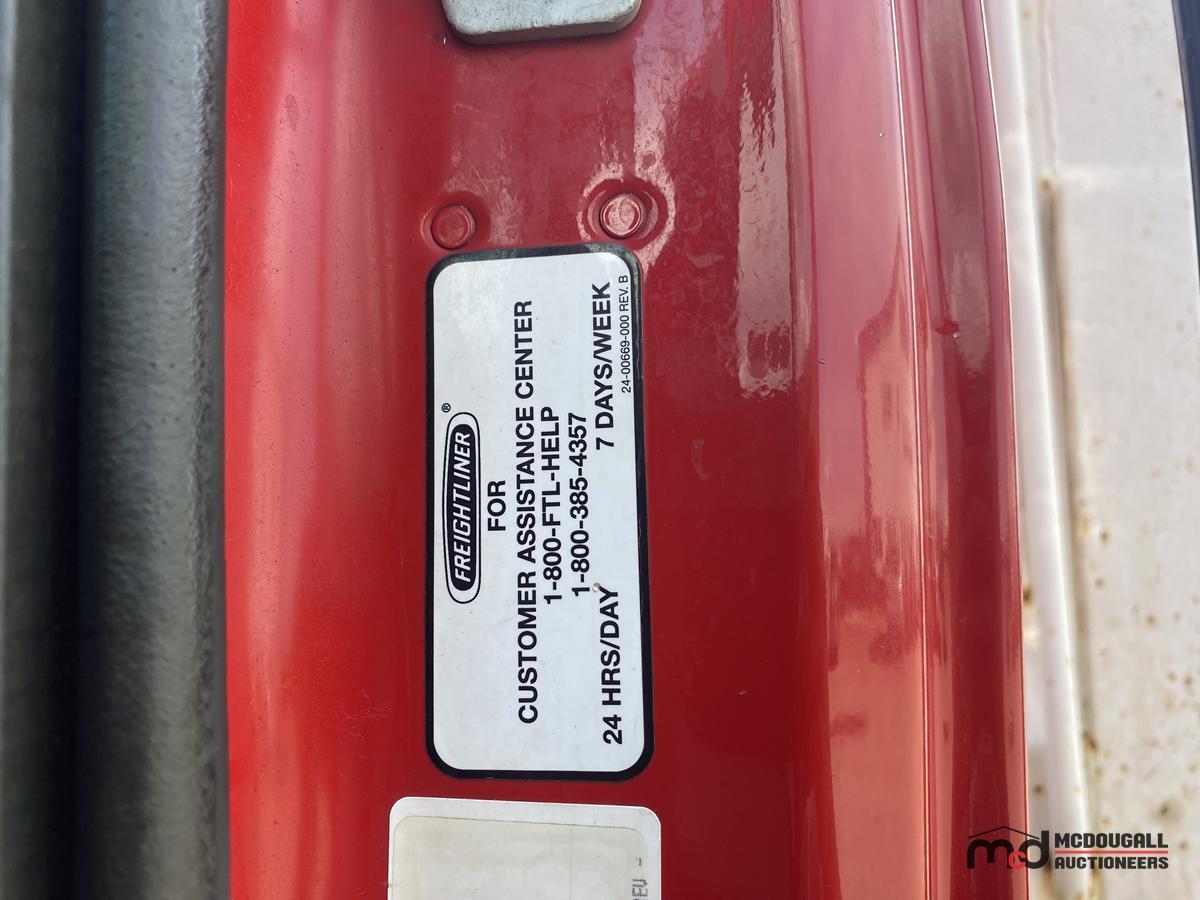 FREIGHTLINER®
FOR
CUSTOMER ASSISTANCE CENTER
1-800-FTL-HELP
1-800-385-4357
24 HRS/DAY 7 DAYS/WEEK
24-00669-000 REV. B
mcd MCDOUGALL
AUCTIONEERS